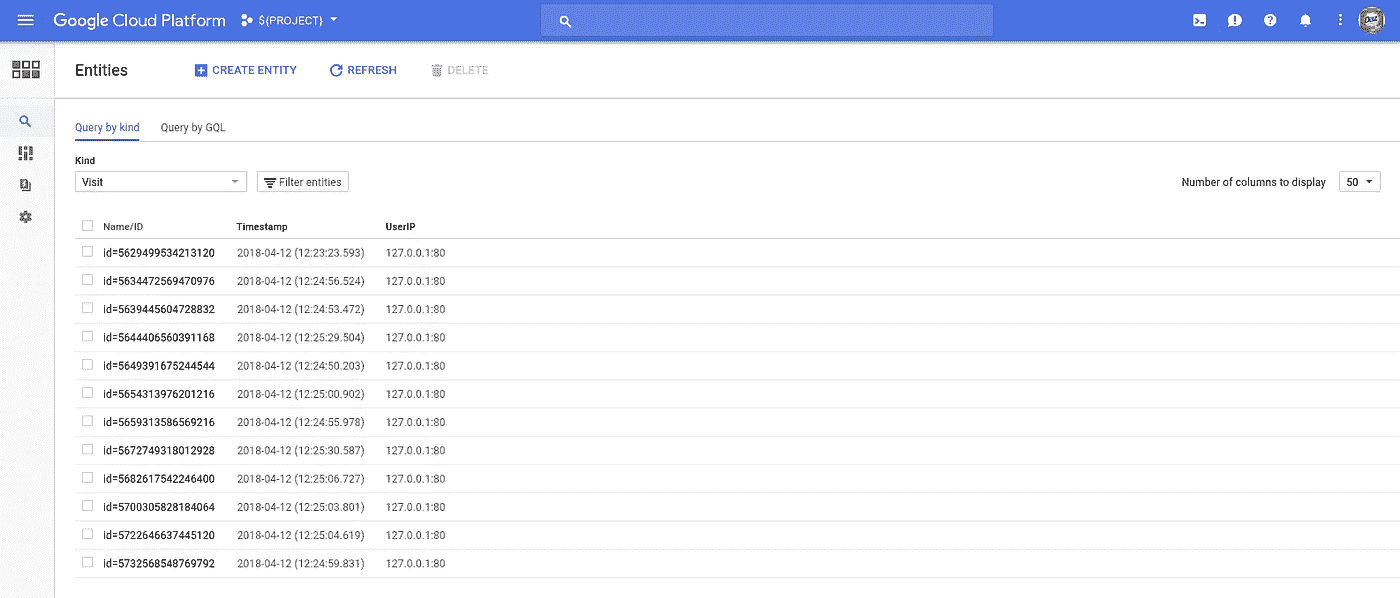 Google Cloud Platform ${PROJECT}
Entities CREATE ENTITY REFRESH DELETE
Query by kind Query by GQL
Kind
Visit Filter entities Number of columns to display 50
Name/ID Timestamp UserIP
id=5629499534213120 2018-04-12 (12:23:23.593) 127.0.0.1:80
id=5634472569470976 2018-04-12 (12:24:56.524) 127.0.0.1:80
id=5639445604728832 2018-04-12 (12:24:53.472) 127.0.0.1:80
id=5644406560391168 2018-04-12 (12:25:29.504) 127.0.0.1:80
id=5649391675244544 2018-04-12 (12:24:50.203) 127.0.0.1:80
id=5654313976201216 2018-04-12 (12:25:00.902) 127.0.0.1:80
id=5659313586569216 2018-04-12 (12:24:55.978) 127.0.0.1:80
id=5672749318012928 2018-04-12 (12:25:30.587) 127.0.0.1:80
id=5682617542246400 2018-04-12 (12:25:06.727) 127.0.0.1:80
id=5700305828184064 2018-04-12 (12:25:03.801) 127.0.0.1:80
id=5722646637445120 2018-04-12 (12:25:04.619) 127.0.0.1:80
id=5732568548769792 2018-04-12 (12:24:59.831) 127.0.0.1:80